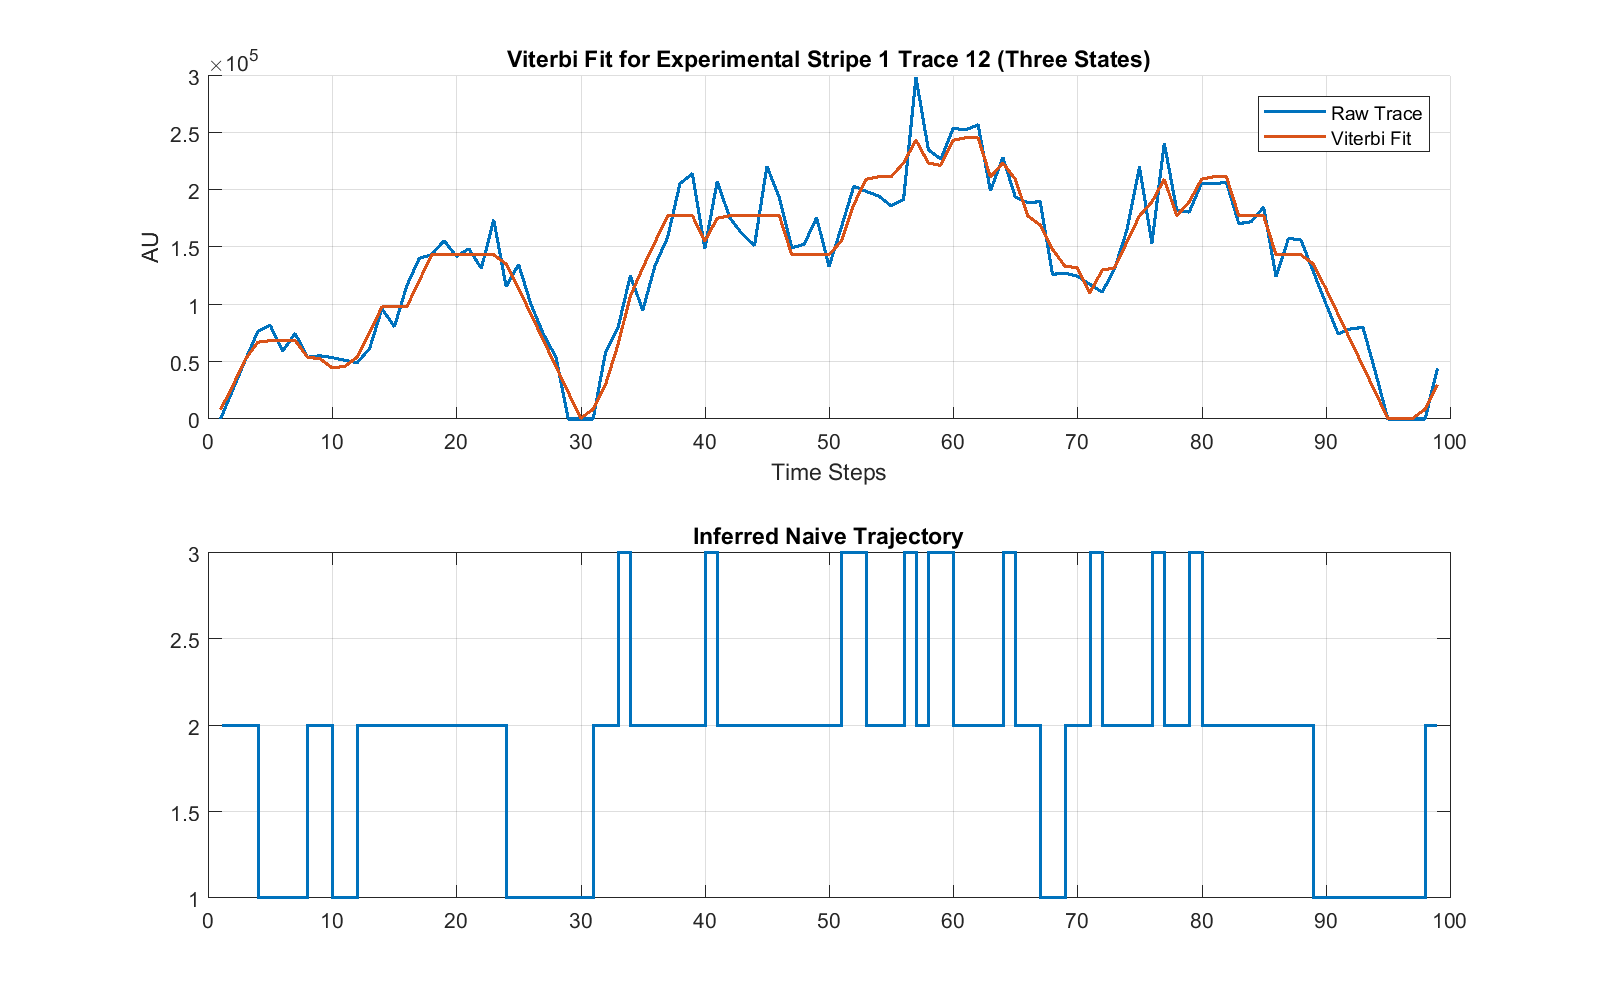 Viterbi Fit for Experimental Stripe 1 Trace 12 (Three States)
×10⁵
3
2.5
2
1.5
1
0.5
0
AU
Raw Trace
Viterbi Fit
0 10 20 30 40 50 60 70 80 90 100
Time Steps
Inferred Naive Trajectory
3
2.5
2
1.5
1
0 10 20 30 40 50 60 70 80 90 100